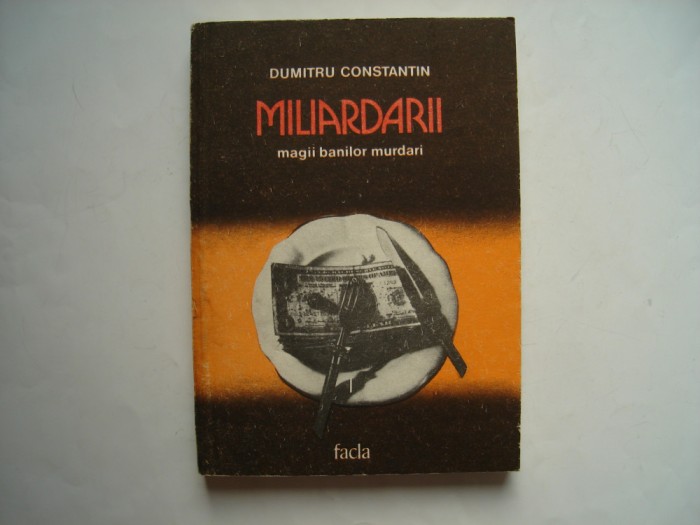 DUMITRU CONSTANTIN
MILIARDARII
magii banilor murdari
facla